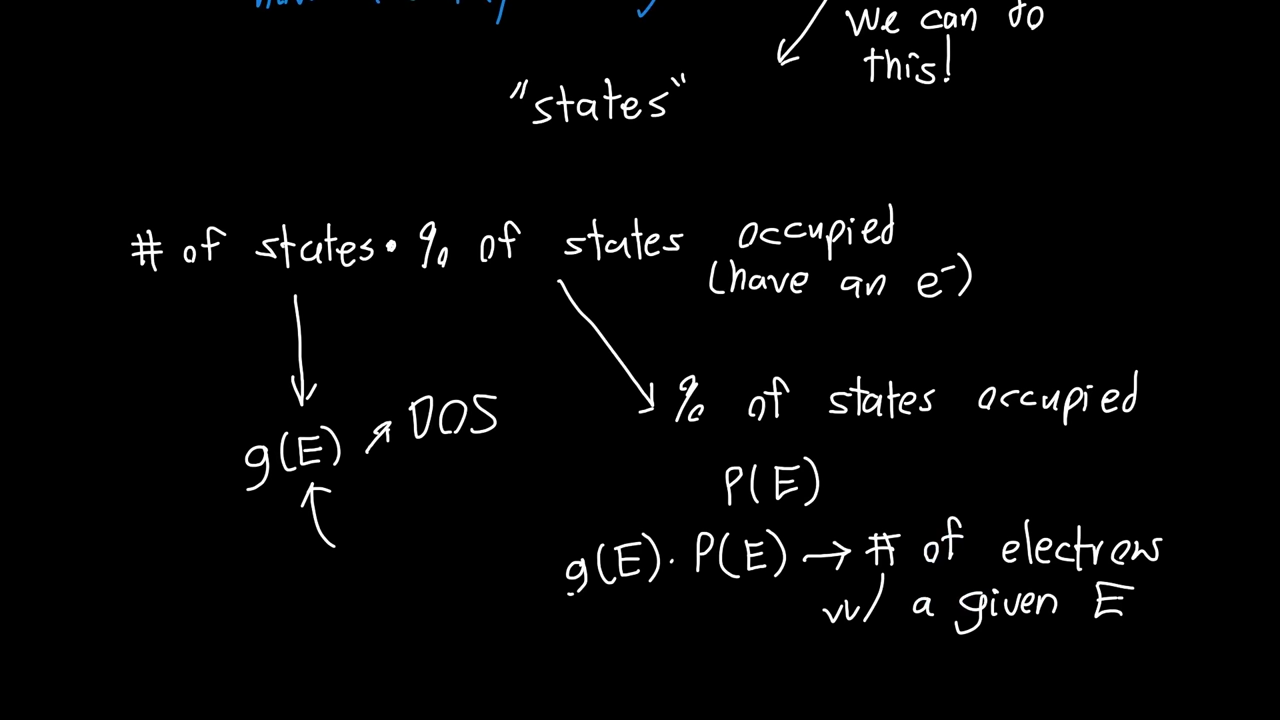 we can do
this!
"states"
# of states · % of states occupied
(have an e⁻)
g(E) DOS
% of states occupied
P(E)
g(E) · P(E) → # of electrons
w/ a given E